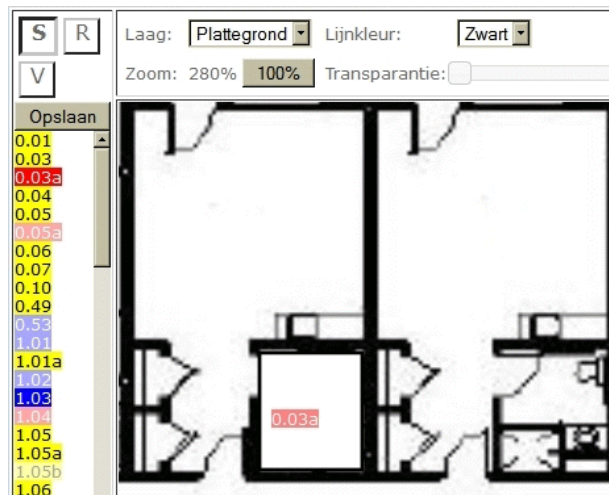 S R
V
Laag: Plattegrond Lijnkleur: Zwart
Zoom: 280% 100% Transparantie:
Opslaan
0.01
0.03
0.03a
0.04
0.05
0.05a
0.06
0.07
0.10
0.49
0.53
1.01
1.01a
1.02
1.03
1.04
1.05
1.05a
1.05b
1.06
0.03a